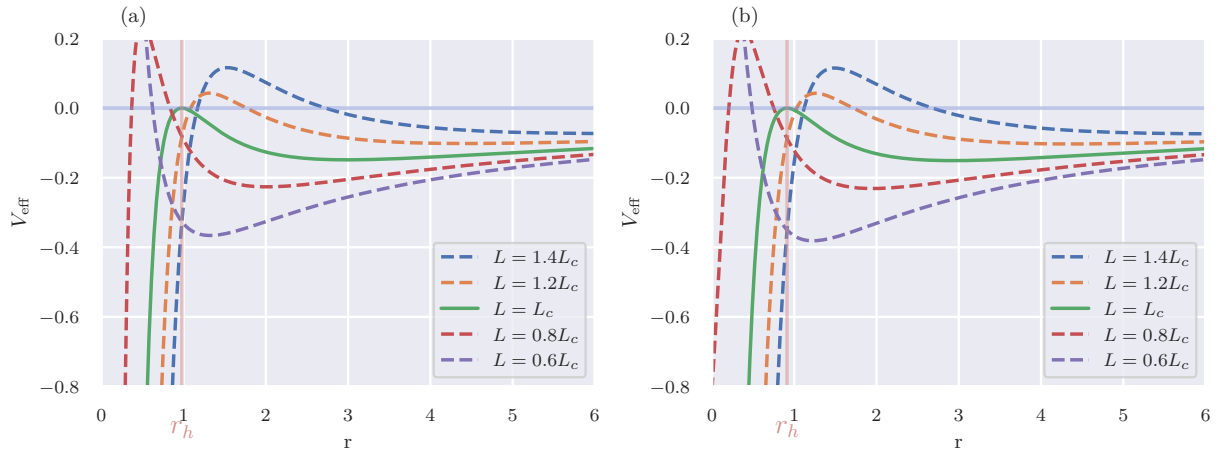 (a)
0.2
0.0
−0.2
−0.4
−0.6
−0.8
V_eff
L = 1.4L_c
L = 1.2L_c
L = L_c
L = 0.8L_c
L = 0.6L_c
0 1 2 3 4 5 6
r_h
r
(b)
0.2
0.0
−0.2
−0.4
−0.6
−0.8
V_eff
L = 1.4L_c
L = 1.2L_c
L = L_c
L = 0.8L_c
L = 0.6L_c
0 1 2 3 4 5 6
r_h
r